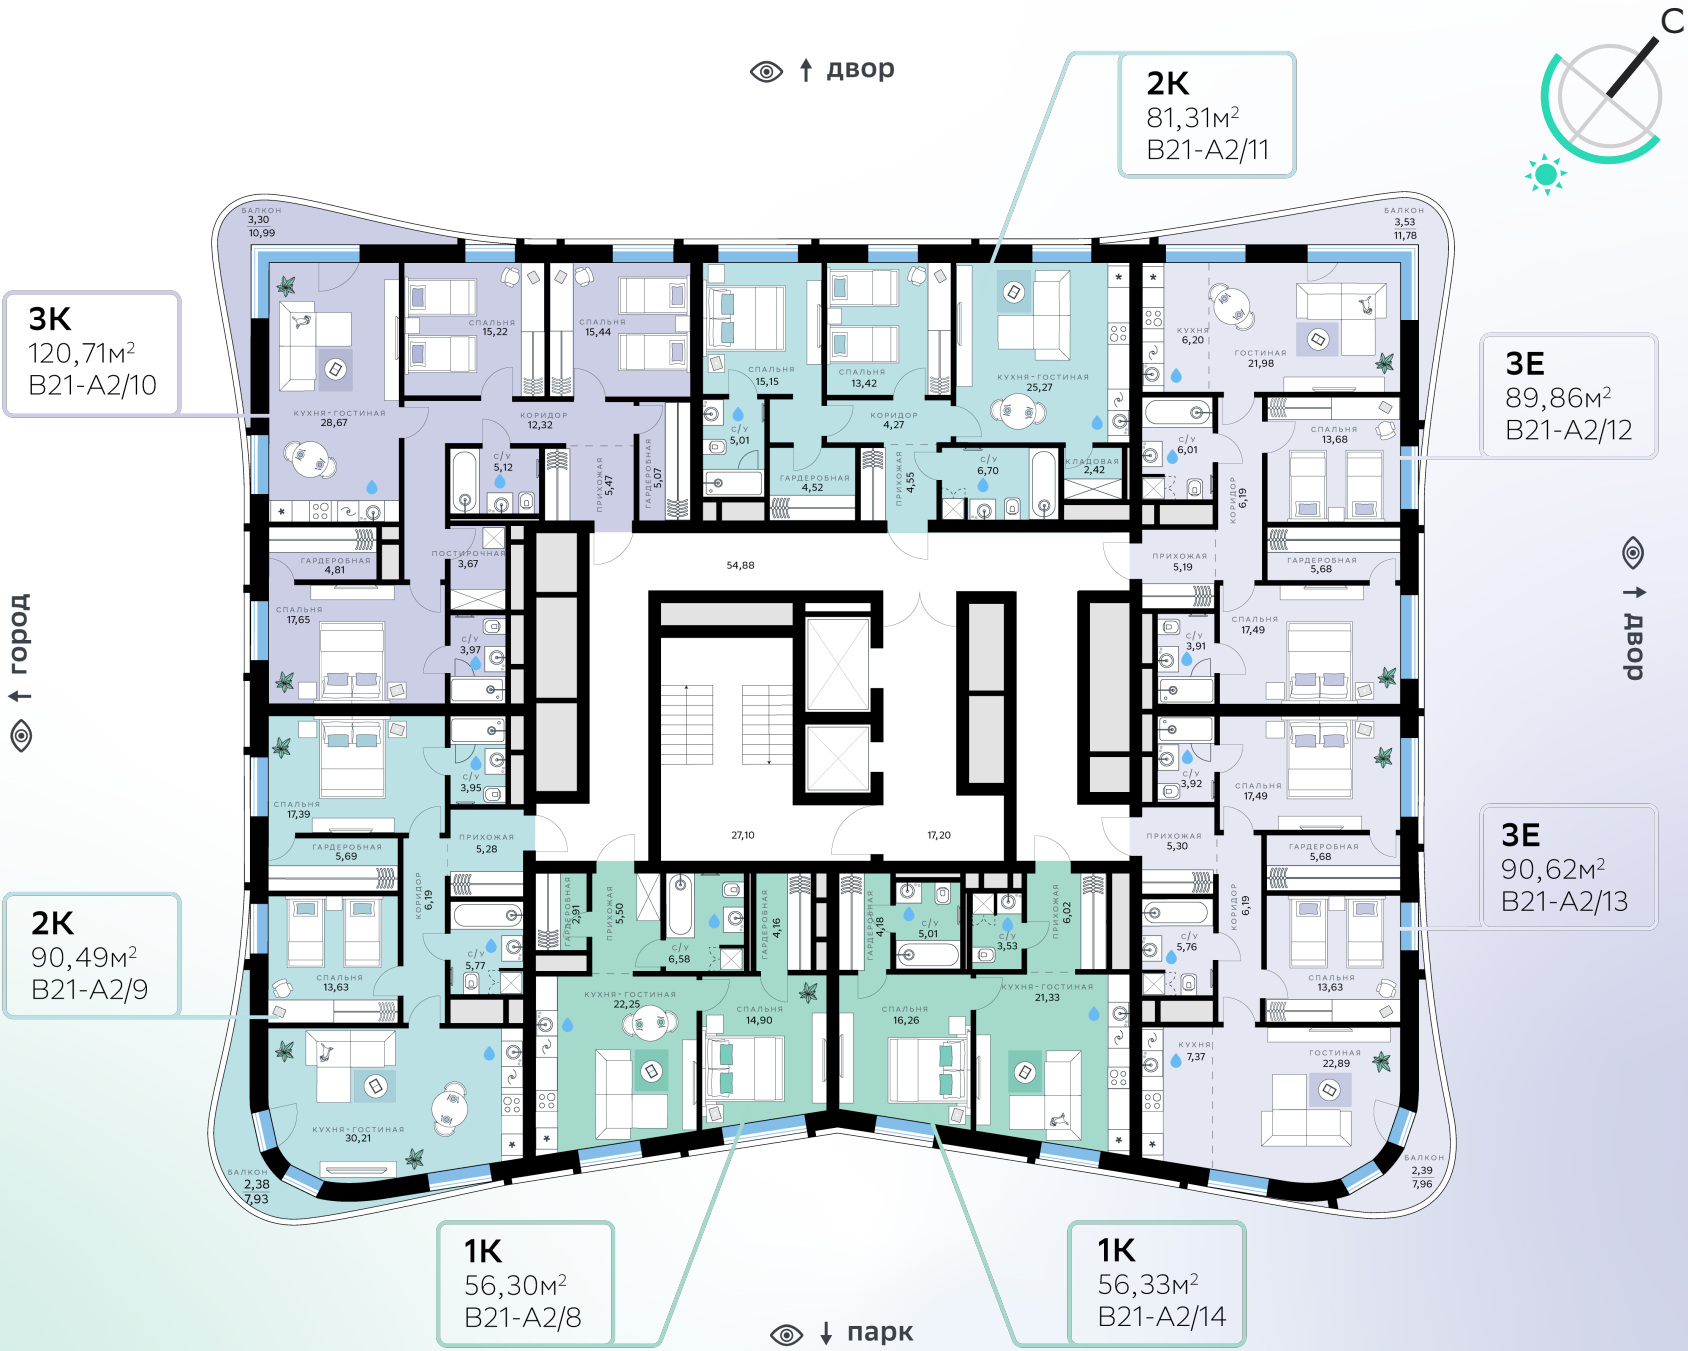 С
двор
2К
81,31м²
В21-А2/11
БАЛКОН
3,30
10,99
БАЛКОН
3,53
11,78
3К
120,71м²
В21-А2/10
КУХНЯ-ГОСТИНАЯ
28,67
СПАЛЬНЯ
15,22
СПАЛЬНЯ
15,44
КОРИДОР
12,32
С/У
5,12
ПРИХОЖАЯ
5,47
ГАРДЕРОБНАЯ
5,07
ГАРДЕРОБНАЯ
4,81
ПОСТИРОЧНАЯ
3,67
СПАЛЬНЯ
17,65
С/У
3,97
СПАЛЬНЯ
15,15
СПАЛЬНЯ
13,42
КУХНЯ-ГОСТИНАЯ
25,27
С/У
5,01
КОРИДОР
4,27
ГАРДЕРОБНАЯ
4,52
ПРИХОЖАЯ
4,55
С/У
6,70
КЛАДОВАЯ
2,42
КУХНЯ
6,20
ГОСТИНАЯ
21,98
3Е
89,86м²
В21-А2/12
СПАЛЬНЯ
13,68
С/У
6,01
КОРИДОР
6,19
ПРИХОЖАЯ
5,19
ГАРДЕРОБНАЯ
5,68
СПАЛЬНЯ
17,49
С/У
3,91
54,88
27,10
17,20
город
двор
СПАЛЬНЯ
17,39
С/У
3,95
ПРИХОЖАЯ
5,28
ГАРДЕРОБНАЯ
5,69
КОРИДОР
6,19
С/У
5,77
СПАЛЬНЯ
13,63
КУХНЯ-ГОСТИНАЯ
30,21
БАЛКОН
2,38
7,93
2К
90,49м²
В21-А2/9
ГАРДЕРОБНАЯ
2,91
ПРИХОЖАЯ
5,50
С/У
6,58
ГАРДЕРОБНАЯ
4,16
КУХНЯ-ГОСТИНАЯ
22,25
СПАЛЬНЯ
14,90
ГАРДЕРОБНАЯ
4,18
С/У
5,01
С/У
3,53
ПРИХОЖАЯ
6,02
СПАЛЬНЯ
16,26
КУХНЯ-ГОСТИНАЯ
21,33
С/У
3,92
СПАЛЬНЯ
17,49
ПРИХОЖАЯ
5,30
ГАРДЕРОБНАЯ
5,68
КОРИДОР
6,19
С/У
5,76
СПАЛЬНЯ
13,63
КУХНЯ
7,37
ГОСТИНАЯ
22,89
БАЛКОН
2,39
7,96
3Е
90,62м²
В21-А2/13
1К
56,30м²
В21-А2/8
1К
56,33м²
В21-А2/14
парк